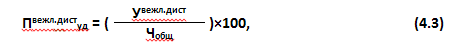 Пвежл.дистуд = ( Увежл.дист / Чобщ )×100, (4.3)